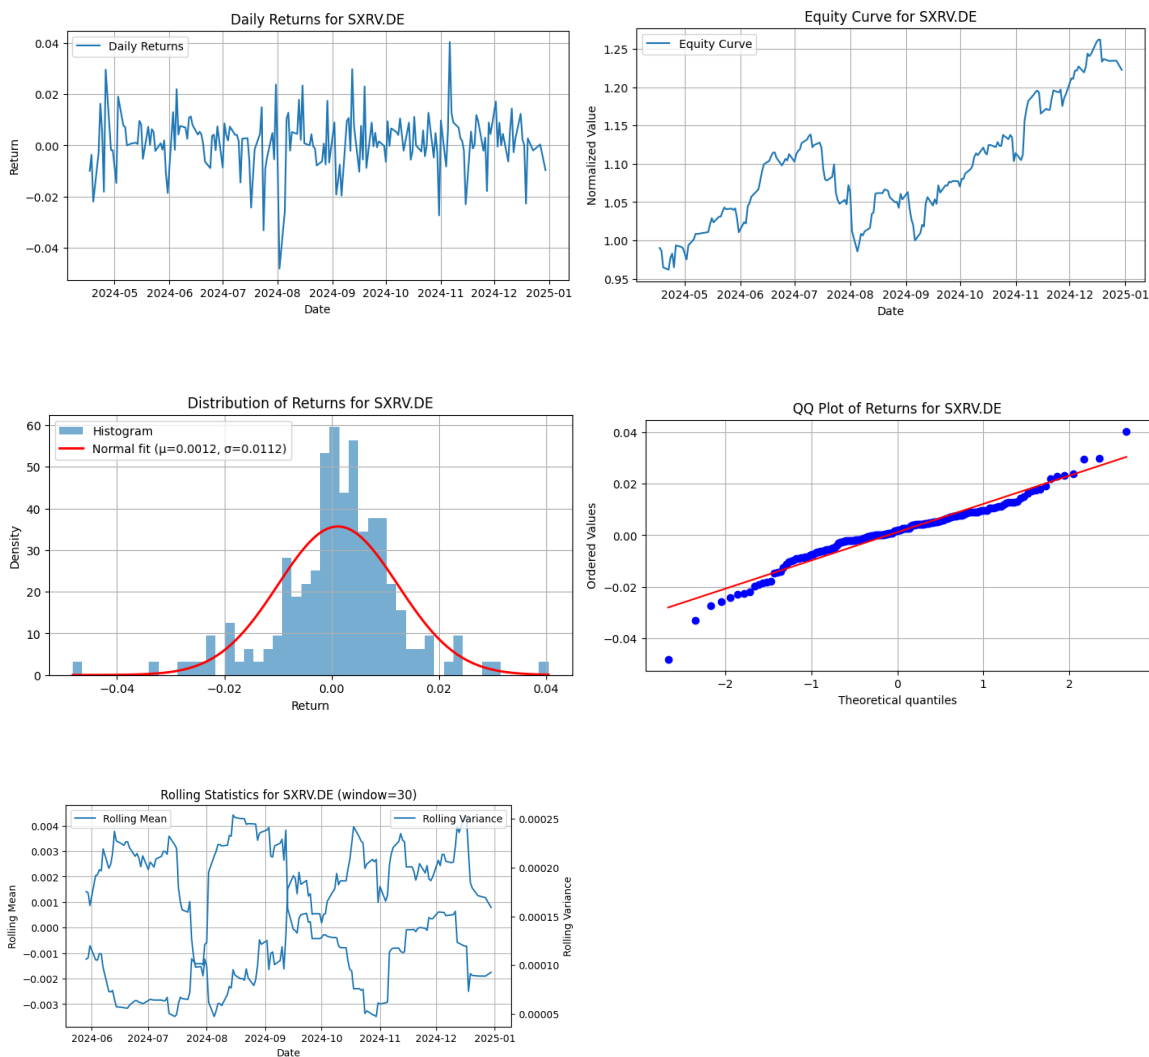 Daily Returns for SXRV.DE
Daily Returns
0.04
0.02
0.00
−0.02
−0.04
Return
2024-05 2024-06 2024-07 2024-08 2024-09 2024-10 2024-11 2024-12 2025-01
Date
Equity Curve for SXRV.DE
Equity Curve
1.25
1.20
1.15
1.10
1.05
1.00
0.95
Normalized Value
2024-05 2024-06 2024-07 2024-08 2024-09 2024-10 2024-11 2024-12 2025-01
Date
Distribution of Returns for SXRV.DE
Histogram
Normal fit (μ=0.0012, σ=0.0112)
60
50
40
30
20
10
0
Density
−0.04 −0.02 0.00 0.02 0.04
Return
QQ Plot of Returns for SXRV.DE
0.04
0.02
0.00
−0.02
−0.04
Ordered Values
−2 −1 0 1 2
Theoretical quantiles
Rolling Statistics for SXRV.DE (window=30)
Rolling Mean
Rolling Variance
0.004
0.003
0.002
0.001
0.000
−0.001
−0.002
−0.003
Rolling Mean
0.00025
0.00020
0.00015
0.00010
0.00005
Rolling Variance
2024-06 2024-07 2024-08 2024-09 2024-10 2024-11 2024-12 2025-01
Date